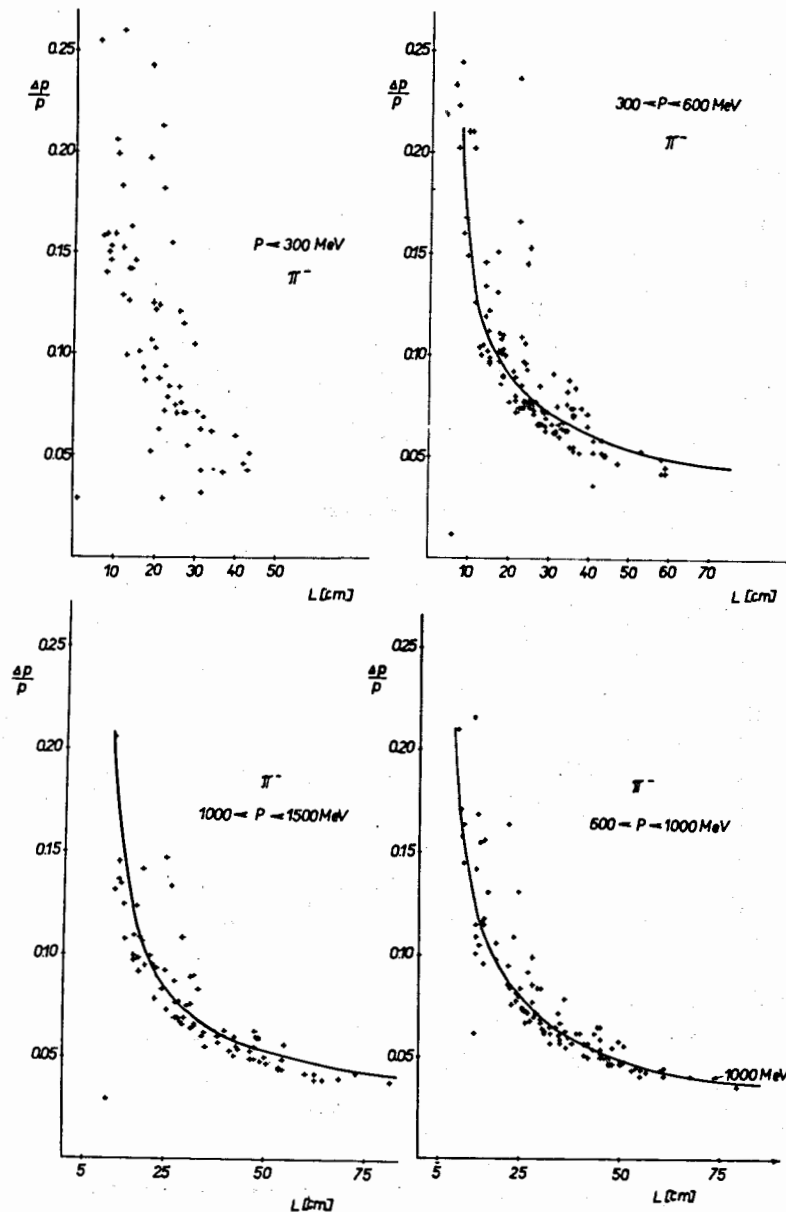 0.25
Δp/p
0.20
0.15
P < 300 MeV
π⁻
0.10
0.05
10 20 30 40 50
L [cm]
0.25
Δp/p
300 < P < 600 MeV
π⁻
0.20
0.15
0.10
0.05
10 20 30 40 50 60 70
L [cm]
0.25
Δp/p
0.20
π⁻
1000 < P < 1500 MeV
0.15
0.10
0.05
5 25 50 75
L [cm]
0.25
Δp/p
0.20
π⁻
600 < P < 1000 MeV
0.15
0.10
0.05
1000 MeV
5 25 50 75
L [cm]